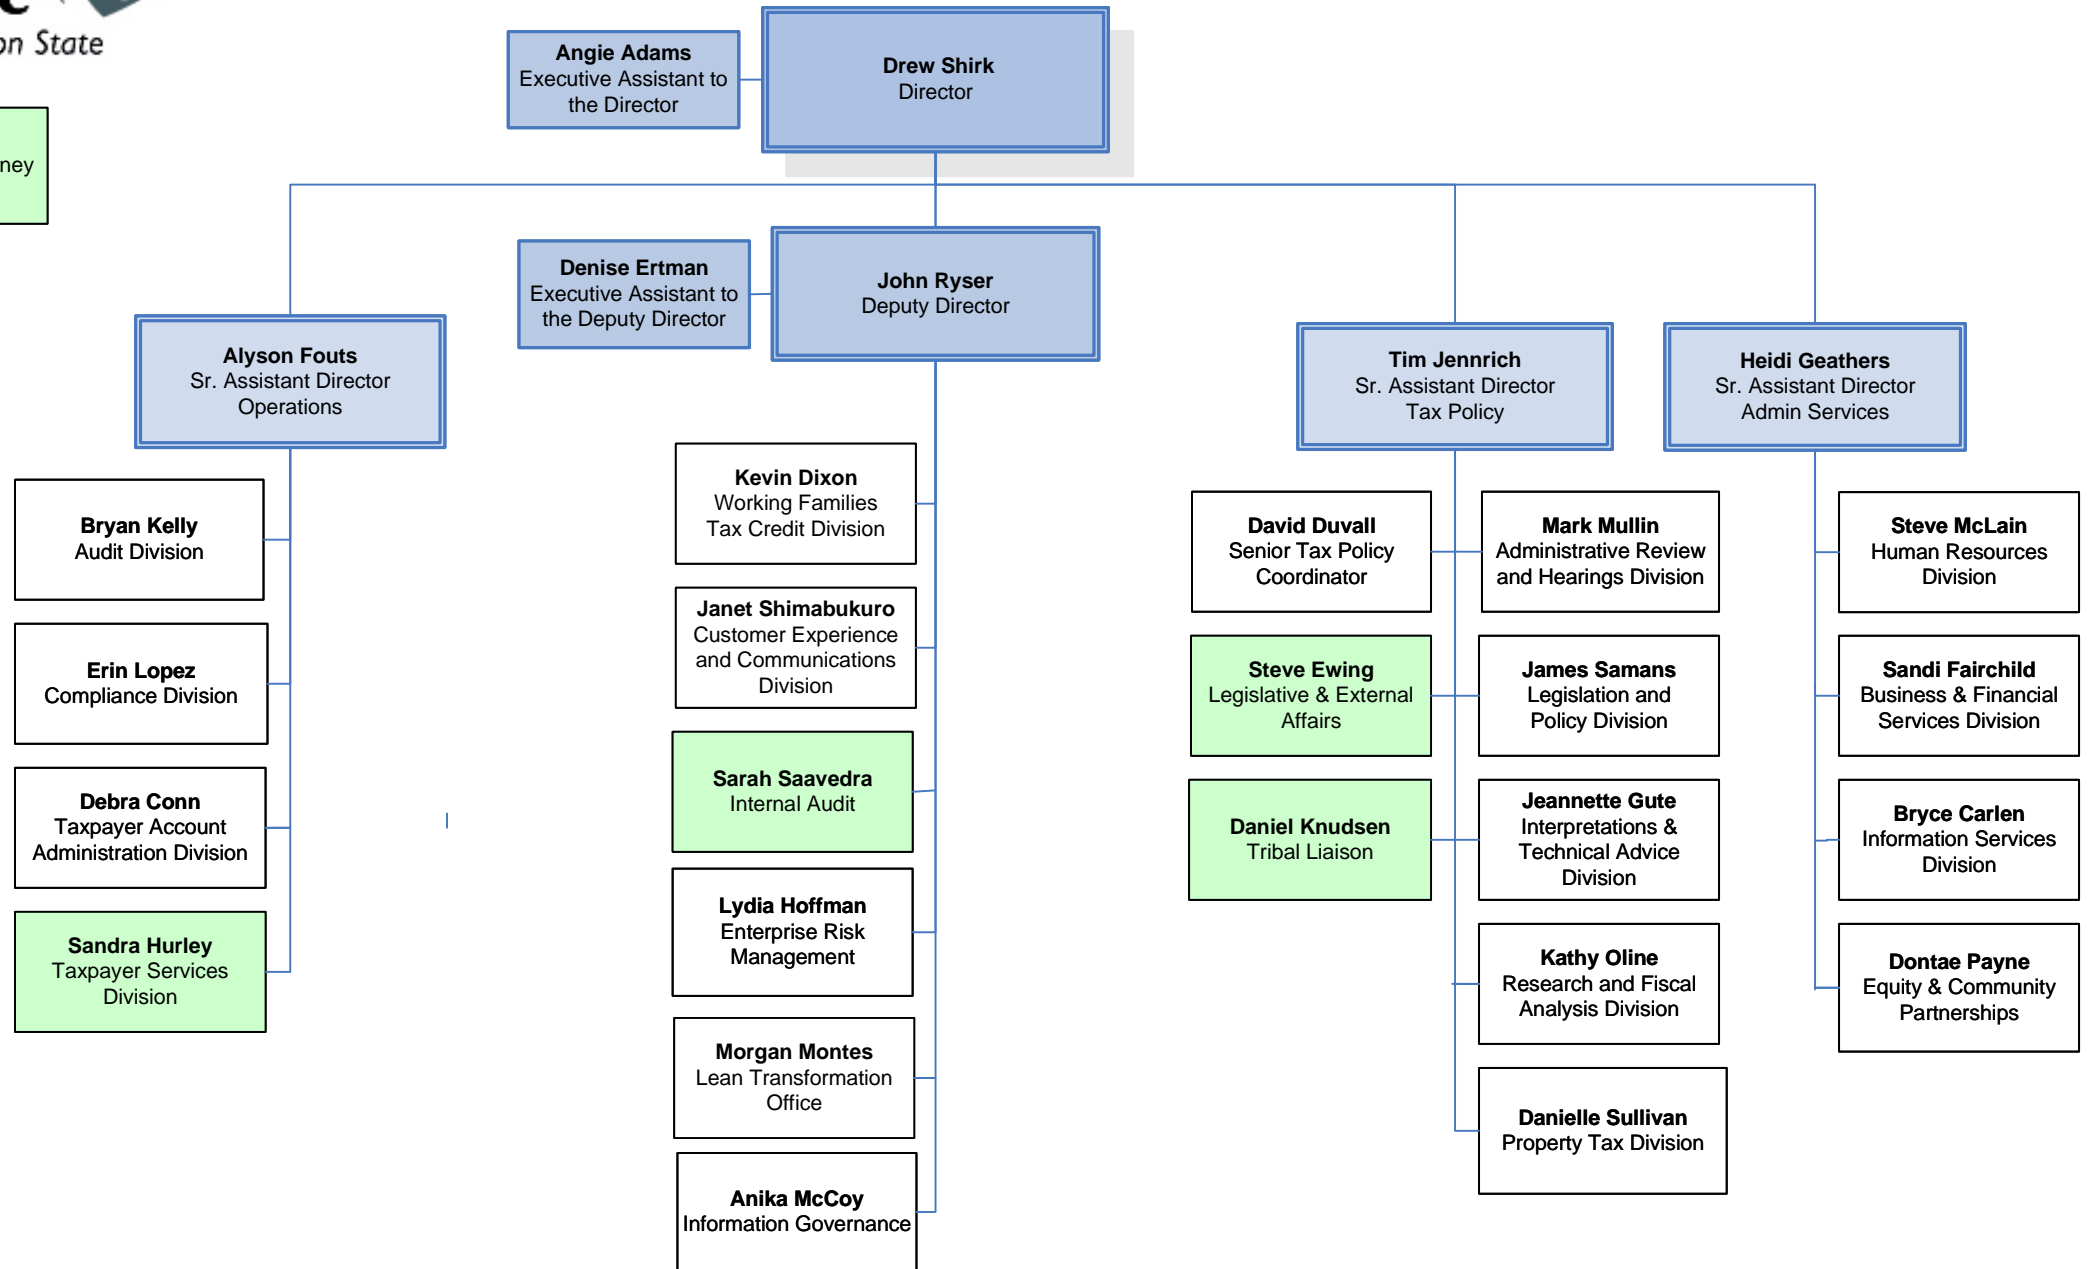 on State
Angie Adams
Executive Assistant to
the Director
Drew Shirk
Director
Denise Ertman
Executive Assistant to
the Deputy Director
John Ryser
Deputy Director
Alyson Fouts
Sr. Assistant Director
Operations
Tim Jennrich
Sr. Assistant Director
Tax Policy
Heidi Geathers
Sr. Assistant Director
Admin Services
Bryan Kelly
Audit Division
Erin Lopez
Compliance Division
Debra Conn
Taxpayer Account
Administration Division
Sandra Hurley
Taxpayer Services
Division
Kevin Dixon
Working Families
Tax Credit Division
Janet Shimabukuro
Customer Experience
and Communications
Division
Sarah Saavedra
Internal Audit
Lydia Hoffman
Enterprise Risk
Management
Morgan Montes
Lean Transformation
Office
Anika McCoy
Information Governance
David Duvall
Senior Tax Policy
Coordinator
Steve Ewing
Legislative & External
Affairs
Daniel Knudsen
Tribal Liaison
Mark Mullin
Administrative Review
and Hearings Division
James Samans
Legislation and
Policy Division
Jeannette Gute
Interpretations &
Technical Advice
Division
Kathy Oline
Research and Fiscal
Analysis Division
Danielle Sullivan
Property Tax Division
Steve McLain
Human Resources
Division
Sandi Fairchild
Business & Financial
Services Division
Bryce Carlen
Information Services
Division
Dontae Payne
Equity & Community
Partnerships